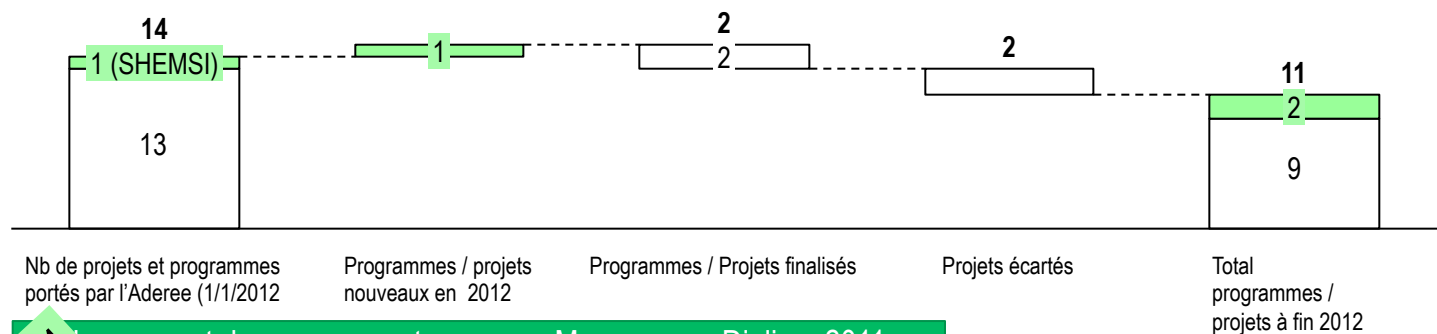 14
1 (SHEMSI)
13
1
2
2
2
11
2
9
Nb de projets et programmes
portés par l'Aderee (1/1/2012
Programmes / projets
nouveaux en 2012
Programmes / Projets finalisés
Projets écartés
Total
programmes /
projets à fin 2012